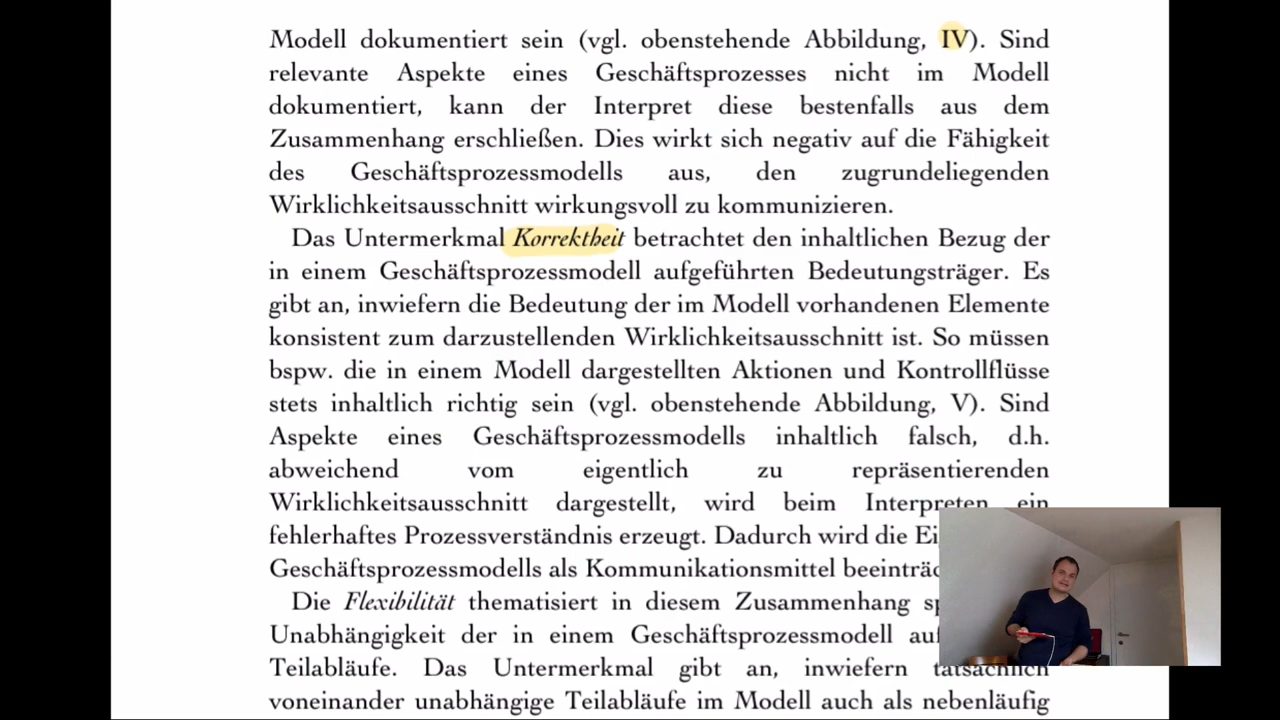 Modell dokumentiert sein (vgl. obenstehende Abbildung, IV). Sind
relevante Aspekte eines Geschäftsprozesses nicht im Modell
dokumentiert, kann der Interpret diese bestenfalls aus dem
Zusammenhang erschließen. Dies wirkt sich negativ auf die Fähigkeit
des Geschäftsprozessmodells aus, den zugrundeliegenden
Wirklichkeitsausschnitt wirkungsvoll zu kommunizieren.
Das Untermerkmal Korrektheit betrachtet den inhaltlichen Bezug der
in einem Geschäftsprozessmodell aufgeführten Bedeutungsträger. Es
gibt an, inwiefern die Bedeutung der im Modell vorhandenen Elemente
konsistent zum darzustellenden Wirklichkeitsausschnitt ist. So müssen
bspw. die in einem Modell dargestellten Aktionen und Kontrollflüsse
stets inhaltlich richtig sein (vgl. obenstehende Abbildung, V). Sind
Aspekte eines Geschäftsprozessmodells inhaltlich falsch, d.h.
abweichend vom eigentlich zu repräsentierenden
Wirklichkeitsausschnitt dargestellt, wird beim Interpreten ein
fehlerhaftes Prozessverständnis erzeugt. Dadurch wird die
Geschäftsprozessmodells als Kommunikationsmittel
Die Flexibilität thematisiert in diesem Zusammenhang
Unabhängigkeit der in einem Geschäftsprozessmodell
Teilabläufe. Das Untermerkmal gibt an, inwiefern tatsächlich
voneinander unabhängige Teilabläufe im Modell auch als nebenläufig